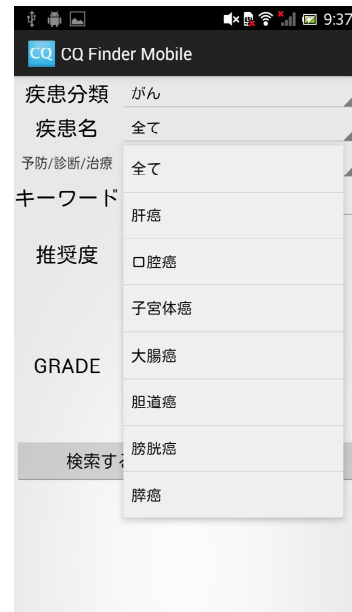 9:37
CQ CQ Finder Mobile
疾患分類 がん
疾患名 全て
予防/診断/治療
全て
キーワード
肝癌
推奨度
口腔癌
子宮体癌
大腸癌
GRADE
胆道癌
膀胱癌
検索す
膵癌